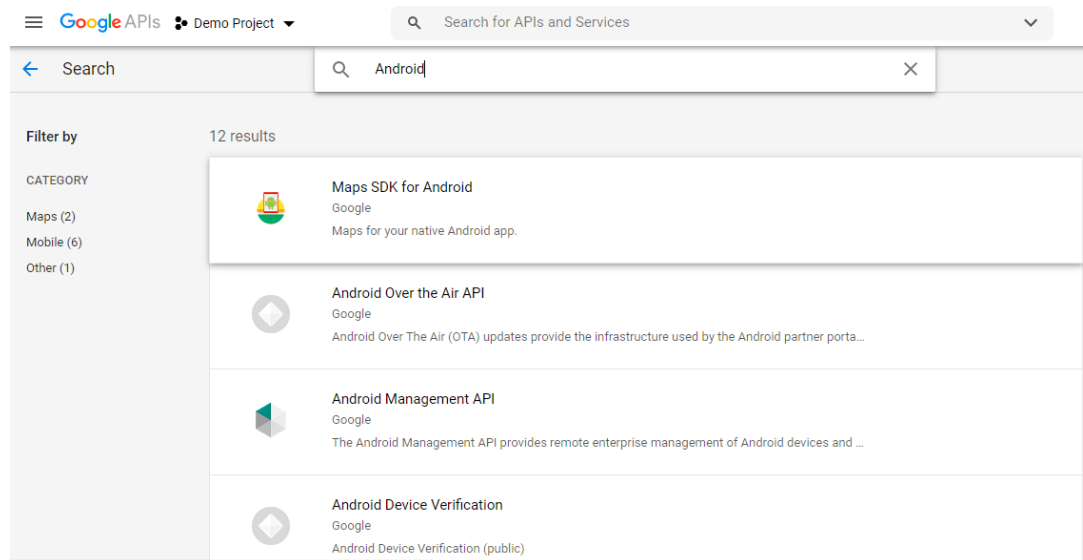 Google APIs Demo Project Search for APIs and Services
Search Android
Filter by
CATEGORY
Maps (2)
Mobile (6)
Other (1)
12 results
Maps SDK for Android
Google
Maps for your native Android app.
Android Over the Air API
Google
Android Over The Air (OTA) updates provide the infrastructure used by the Android partner porta...
Android Management API
Google
The Android Management API provides remote enterprise management of Android devices and ...
Android Device Verification
Google
Android Device Verification (public)